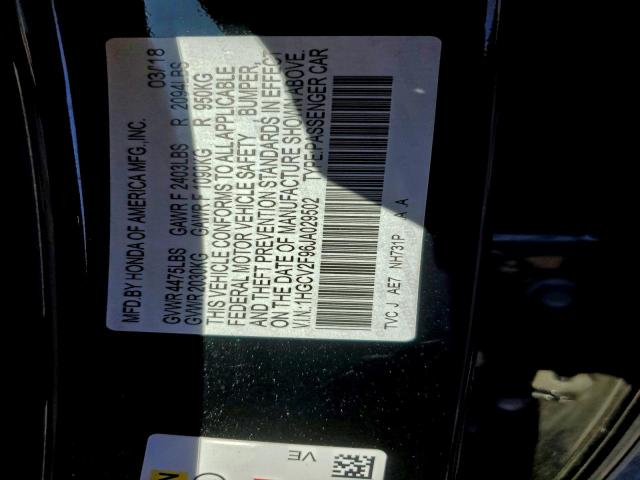 MFD.BY HONDA OF AMERICA MFG.,INC. 03/18
GVWR 4475LBS GAWR F 2403LBS R 2094LBS
GVWR 2030KG GAWR F 1090KG R 950KG
THIS VEHICLE CONFORMS TO ALL APPLICABLE
FEDERAL MOTOR VEHICLE SAFETY , BUMPER,
AND THEFT PREVENTION STANDARDS IN EFFECT
ON THE DATE OF MANUFACTURE SHOWN ABOVE.
V.I.N.:1HGCV2F96JA029502 TYPE:PASSENGER CAR
TVC J AE7 NH731P A A
VE